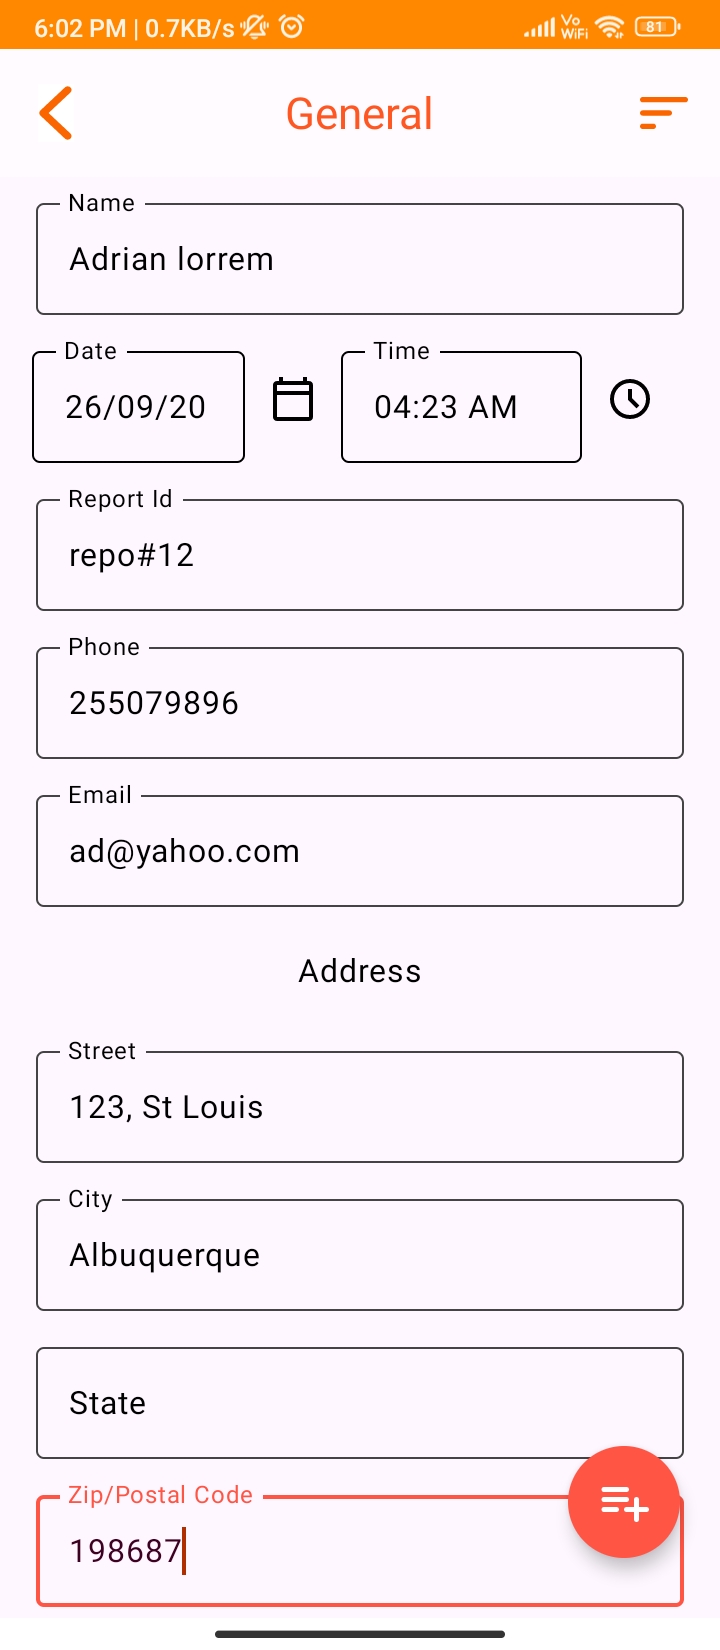 6:02 PM | 0.7KB/s Vo WiFi 81
General
Name
Adrian lorrem
Date Time
26/09/20 04:23 AM
Report Id
repo#12
Phone
255079896
Email
ad@yahoo.com
Address
Street
123, St Louis
City
Albuquerque
State
Zip/Postal Code
198687